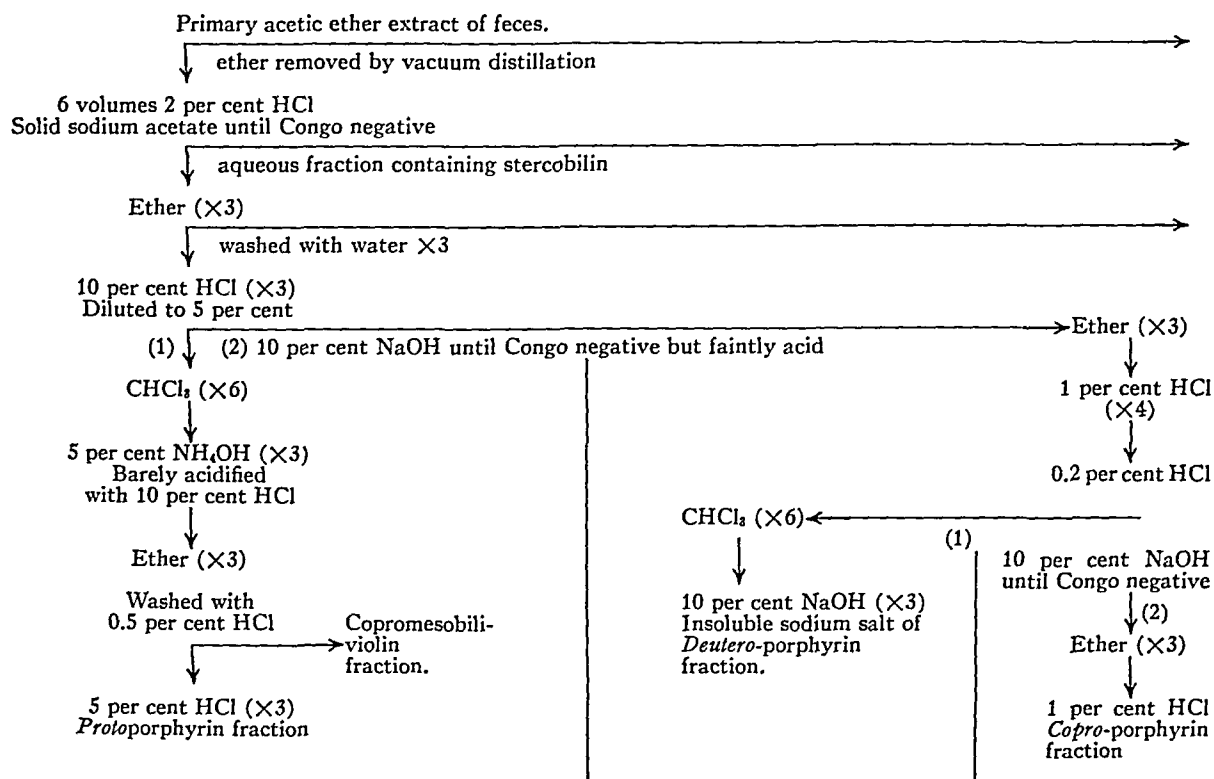 Primary acetic ether extract of feces.
ether removed by vacuum distillation
6 volumes 2 per cent HCl
Solid sodium acetate until Congo negative
aqueous fraction containing stercobilin
Ether (×3)
washed with water ×3
10 per cent HCl (×3)
Diluted to 5 per cent
(1)
(2) 10 per cent NaOH until Congo negative but faintly acid
CHCl₃ (×6)
5 per cent NH₄OH (×3)
Barely acidified
with 10 per cent HCl
Ether (×3)
Washed with
0.5 per cent HCl
Copromesobili-
violin
fraction.
5 per cent HCl (×3)
Protoporphyrin fraction
Ether (×3)
1 per cent HCl
(×4)
0.2 per cent HCl
CHCl₃ (×6)
(1)
10 per cent NaOH (×3)
Insoluble sodium salt of
Deutero-porphyrin
fraction.
10 per cent NaOH
until Congo negative
(2)
Ether (×3)
1 per cent HCl
Copro-porphyrin
fraction